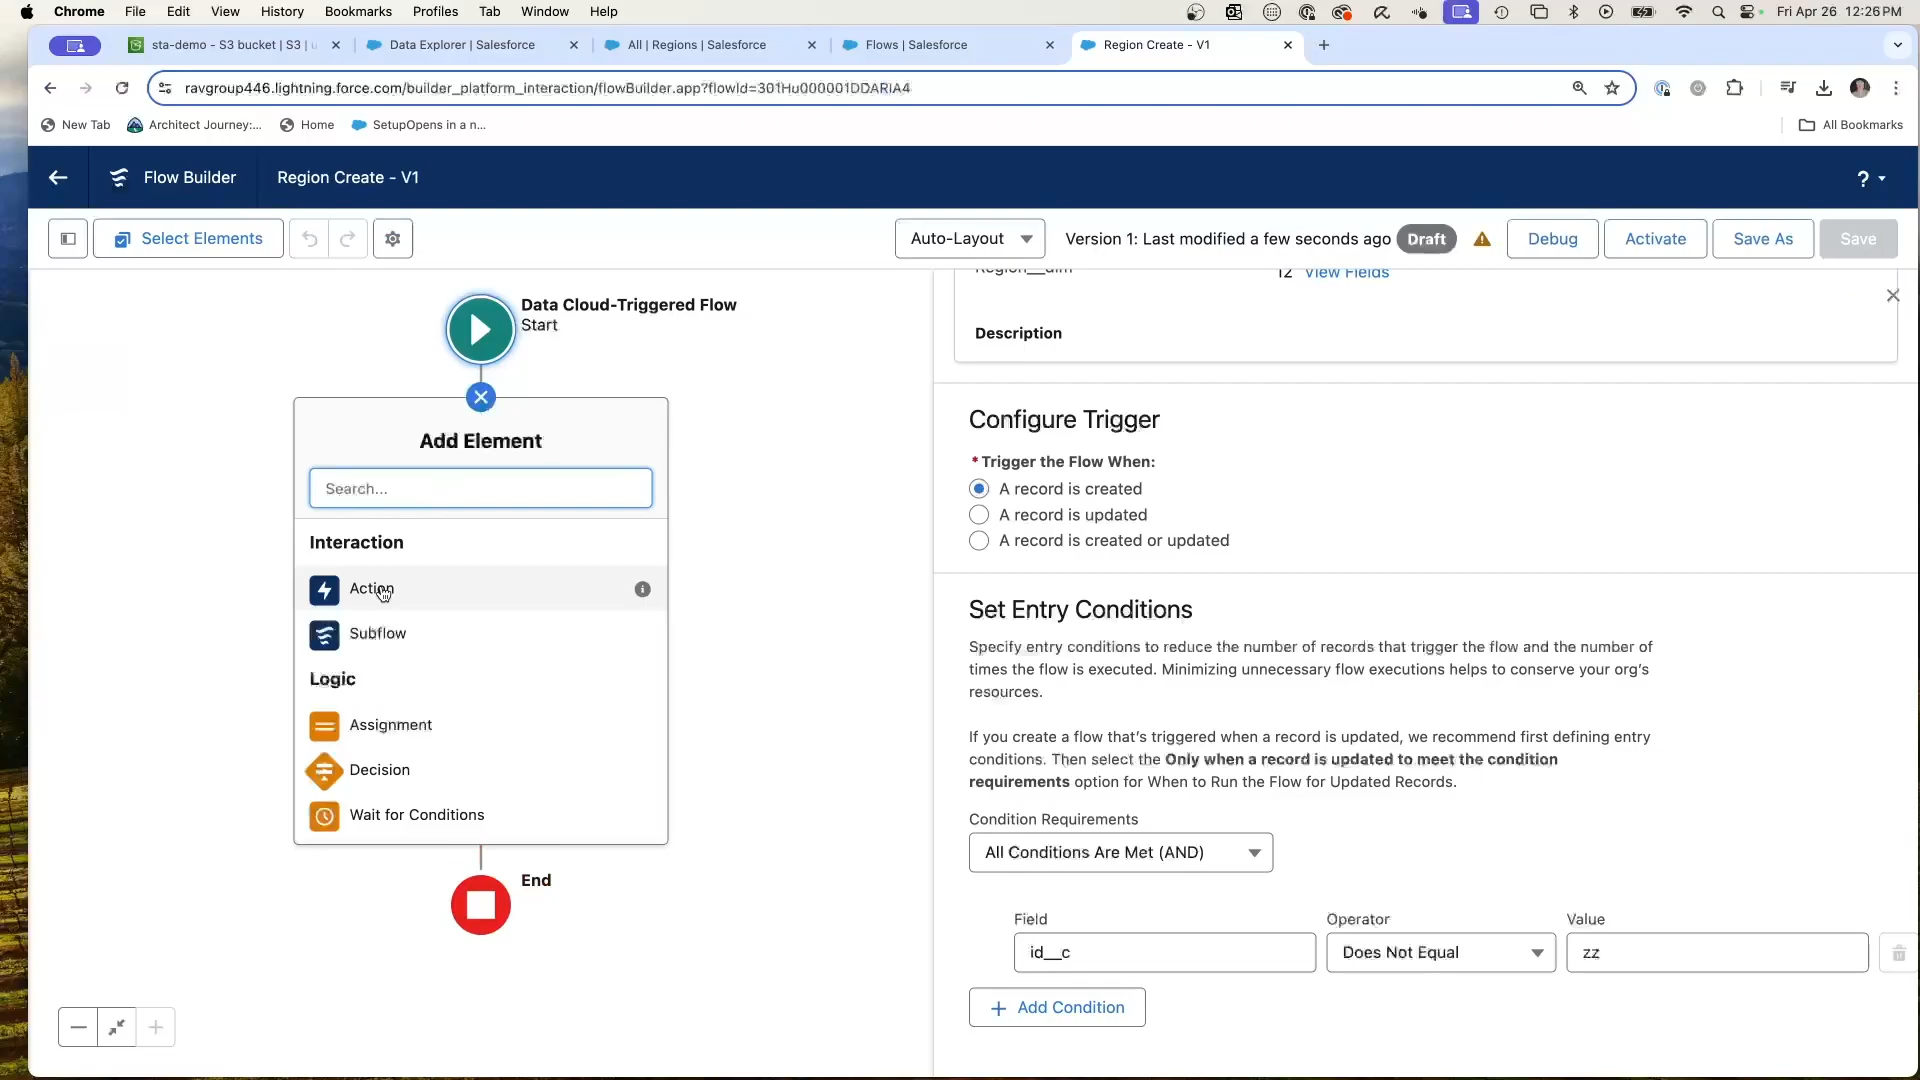 Chrome File Edit View History Bookmarks Profiles Tab Window Help Fri Apr 26 12:26 PM
sta-demo - S3 bucket | S3 | u Data Explorer | Salesforce All | Regions | Salesforce Flows | Salesforce Region Create - V1
ravgroup446.lightning.force.com/builder_platform_interaction/flowBuilder.app?flowId=301Hu000001DDARIA4
New Tab Architect Journey:... Home SetupOpens in a n... All Bookmarks
Flow Builder Region Create - V1 ?
Select Elements Auto-Layout Version 1: Last modified a few seconds ago Draft Debug Activate Save As Save
Region__dlm 12 View Fields
Description
Data Cloud-Triggered Flow
Start
Add Element
Search...
Interaction
Action
Subflow
Logic
Assignment
Decision
Wait for Conditions
End
Configure Trigger
* Trigger the Flow When:
A record is created
A record is updated
A record is created or updated
Set Entry Conditions
Specify entry conditions to reduce the number of records that trigger the flow and the number of
times the flow is executed. Minimizing unnecessary flow executions helps to conserve your org's
resources.
If you create a flow that's triggered when a record is updated, we recommend first defining entry
conditions. Then select the Only when a record is updated to meet the condition
requirements option for When to Run the Flow for Updated Records.
Condition Requirements
All Conditions Are Met (AND)
Field Operator Value
id__c Does Not Equal zz
Add Condition